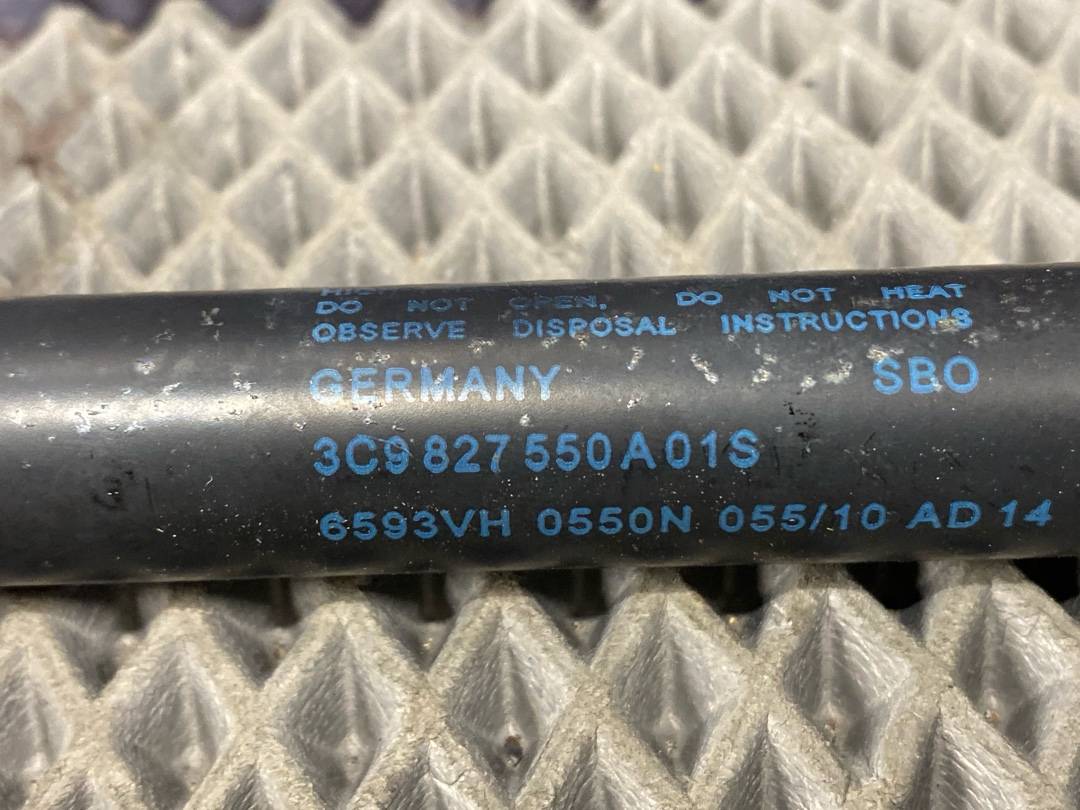 DO NOT OPEN, DO NOT HEAT
OBSERVE DISPOSAL INSTRUCTIONS
GERMANY SBO
3C9 827 550 A 01S
6593VH 0550N 055/10 AD 14